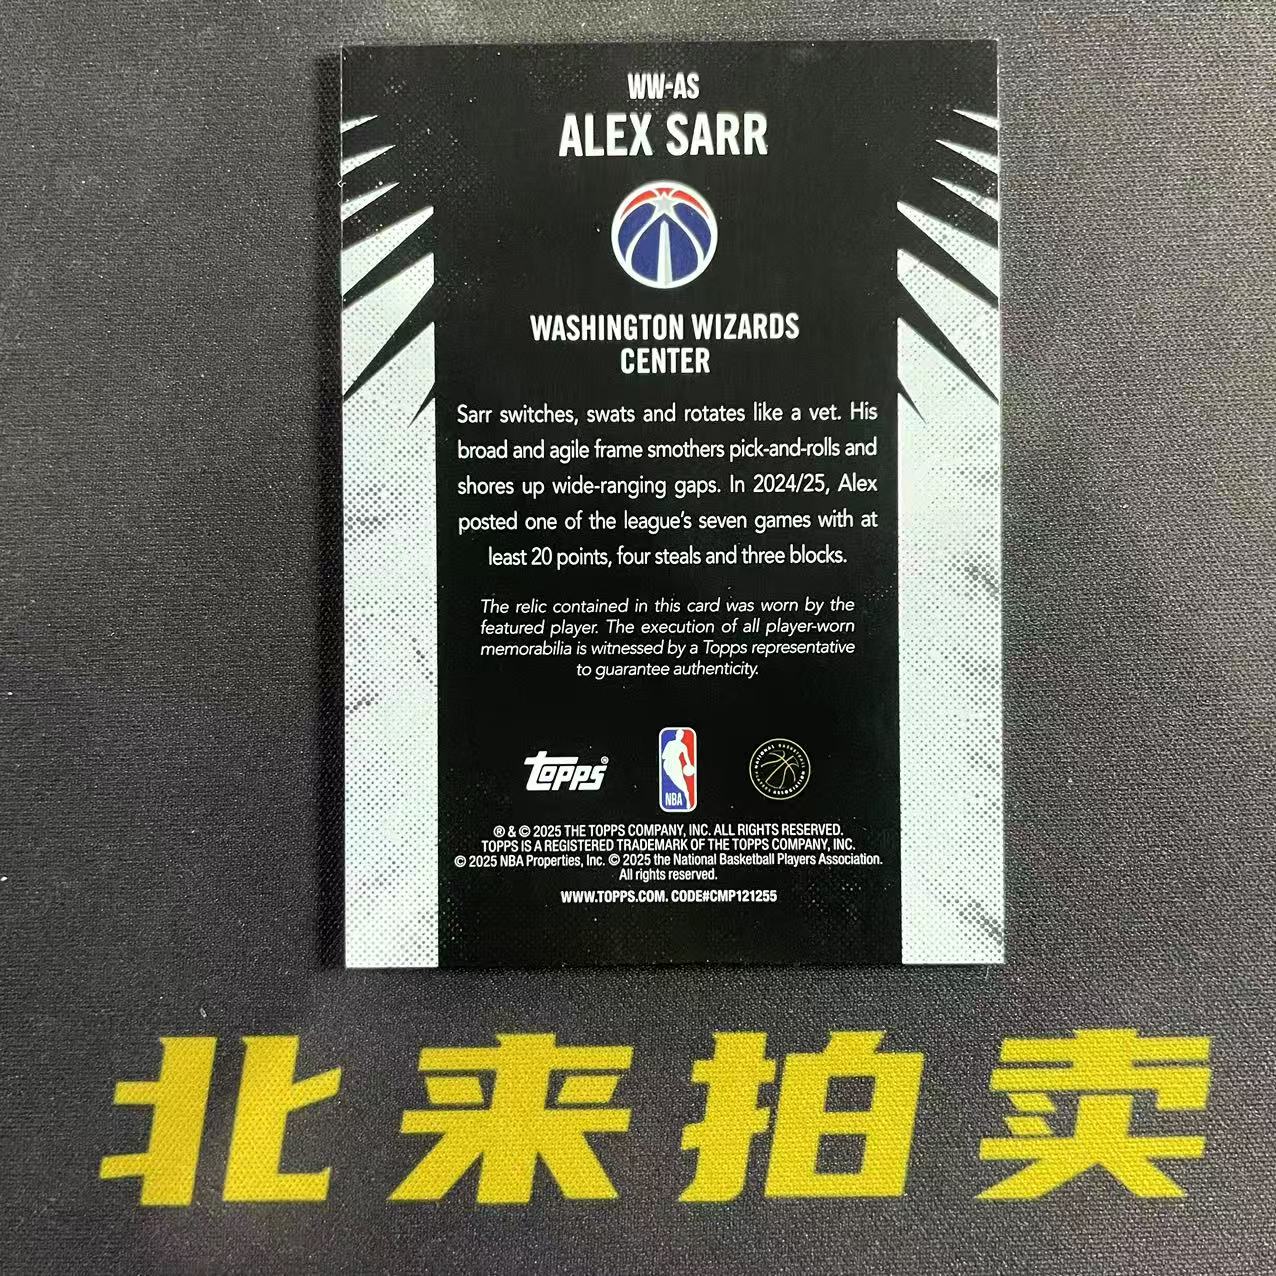 WW-AS
ALEX SARR
WASHINGTON WIZARDS
CENTER
Sarr switches, swats and rotates like a vet. His
broad and agile frame smothers pick-and-rolls and
shores up wide-ranging gaps. In 2024/25, Alex
posted one of the league's seven games with at
least 20 points, four steals and three blocks.
The relic contained in this card was worn by the
featured player. The execution of all player-worn
memorabilia is witnessed by a Topps representative
to guarantee authenticity.
topps®
NBA
NATIONAL BASKETBALL
PLAYERS ASSOCIATION
® & © 2025 THE TOPPS COMPANY, INC. ALL RIGHTS RESERVED.
TOPPS IS A REGISTERED TRADEMARK OF THE TOPPS COMPANY, INC.
© 2025 NBA Properties, Inc. © 2025 the National Basketball Players Association.
All rights reserved.
WWW.TOPPS.COM. CODE#CMP121255
北来拍卖